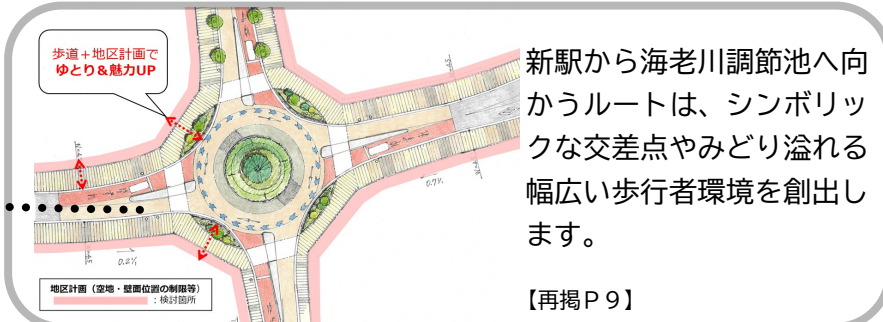 歩道＋地区計画で
ゆとり&魅力UP
新駅から海老川調節池へ向
かうルートは、シンボリッ
クな交差点やみどり溢れる
幅広い歩行者環境を創出し
ます。
【再掲Ｐ９】
0.7%
0.2%
地区計画（空地・壁面位置の制限等）
：検討箇所